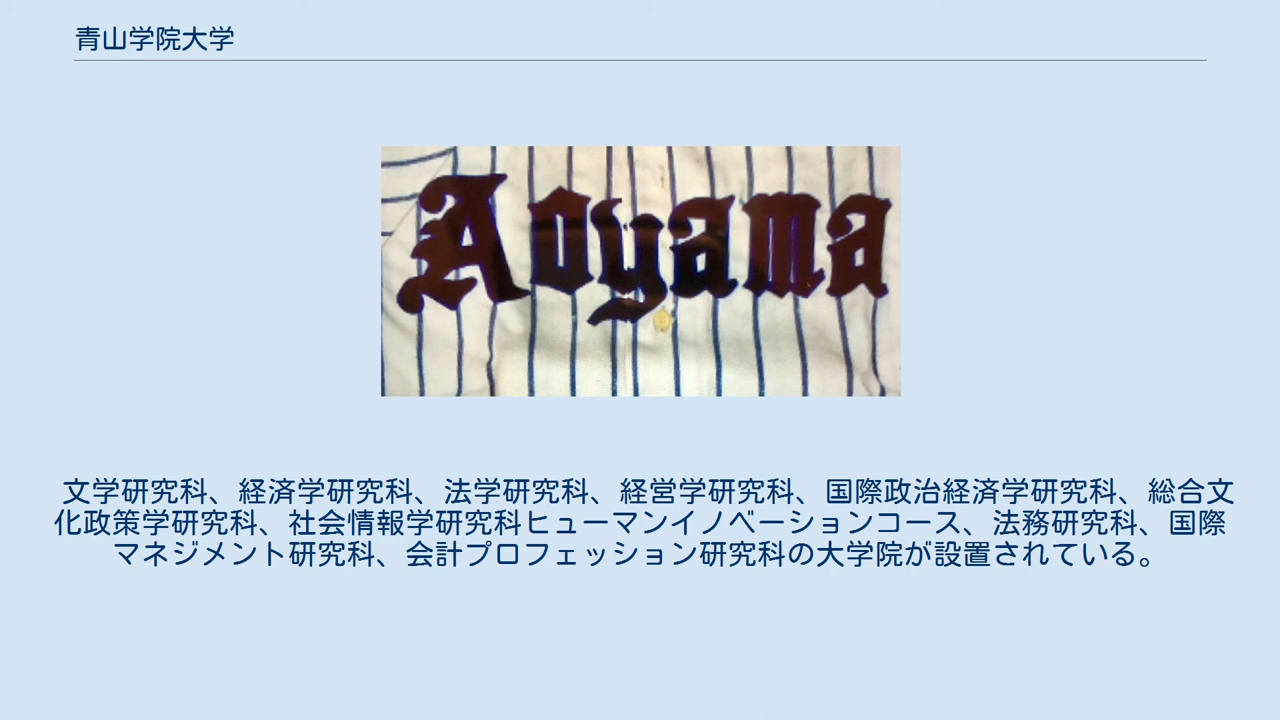 青山学院大学
Aoyama
文学研究科、経済学研究科、法学研究科、経営学研究科、国際政治経済学研究科、総合文
化政策学研究科、社会情報学研究科ヒューマンイノベーションコース、法務研究科、国際
マネジメント研究科、会計プロフェッション研究科の大学院が設置されている。